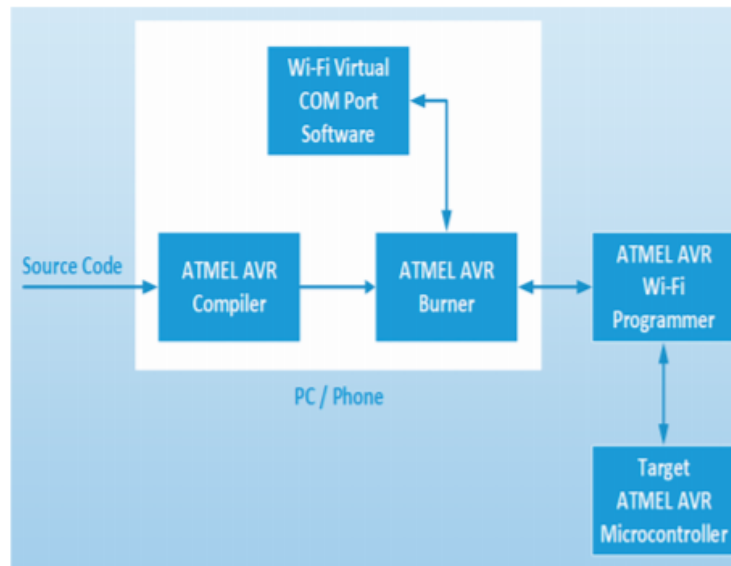 Wi-Fi Virtual
COM Port
Software
Source Code
ATMEL AVR
Compiler
ATMEL AVR
Burner
ATMEL AVR
Wi-Fi
Programmer
PC / Phone
Target
ATMEL AVR
Microcontroller